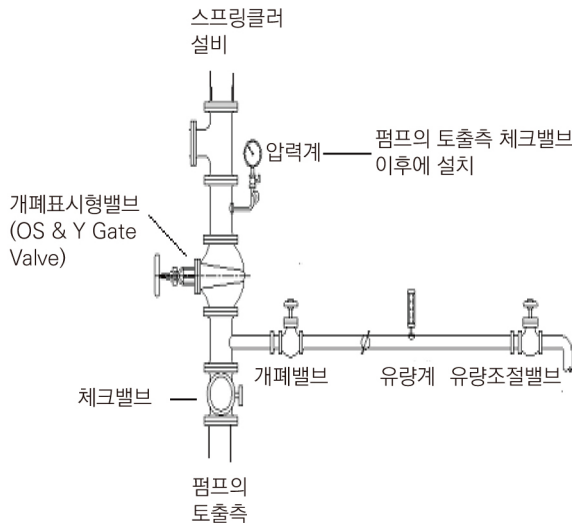 스프링클러
설비
압력계
펌프의 토출측 체크밸브
이후에 설치
개폐표시형밸브
(OS & Y Gate
Valve)
개폐밸브
유량계
유량조절밸브
체크밸브
펌프의
토출측